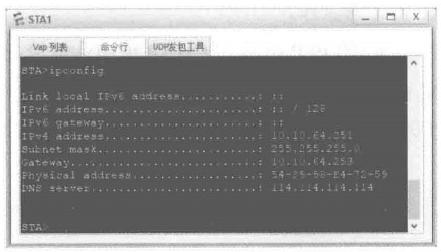 STA1
Vap 列表 命令行 UDP发包工具
STA>ipconfig
Link local IPv6 address...........: ::
IPv6 address......................: :: / 128
IPv6 gateway......................: ::
IPv4 address......................: 10.10.64.251
Subnet mask.......................: 255.255.255.0
Gateway...........................: 10.10.64.253
Physical address..................: 54-89-98-E4-72-59
DNS server........................: 114.114.114.114
STA>